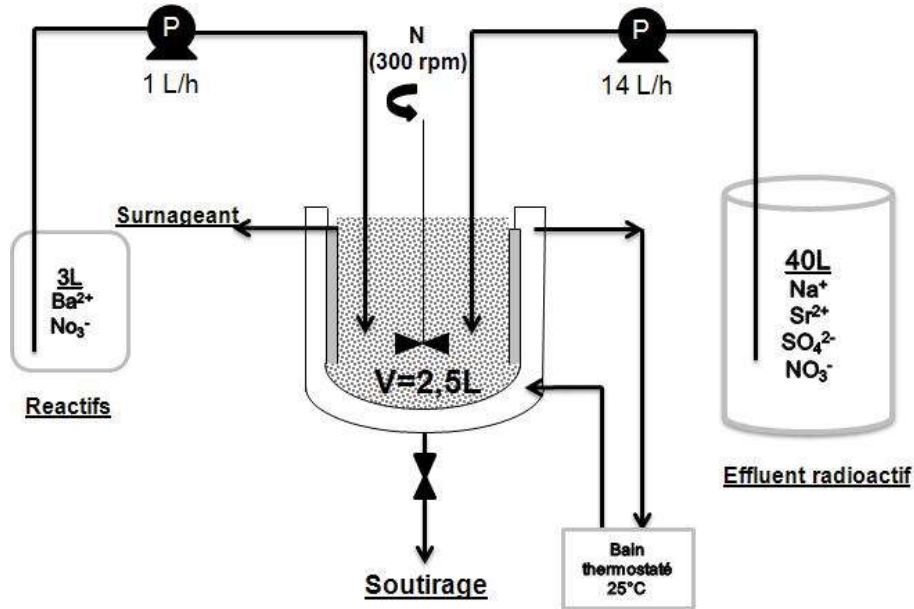 P
1 L/h
N
(300 rpm)
P
14 L/h
Surnageant
3L
Ba²⁺
No₃⁻
Reactifs
V=2,5L
40L
Na⁺
Sr²⁺
SO₄²⁻
NO₃⁻
Effluent radioactif
Soutirage
Bain
thermostaté
25°C